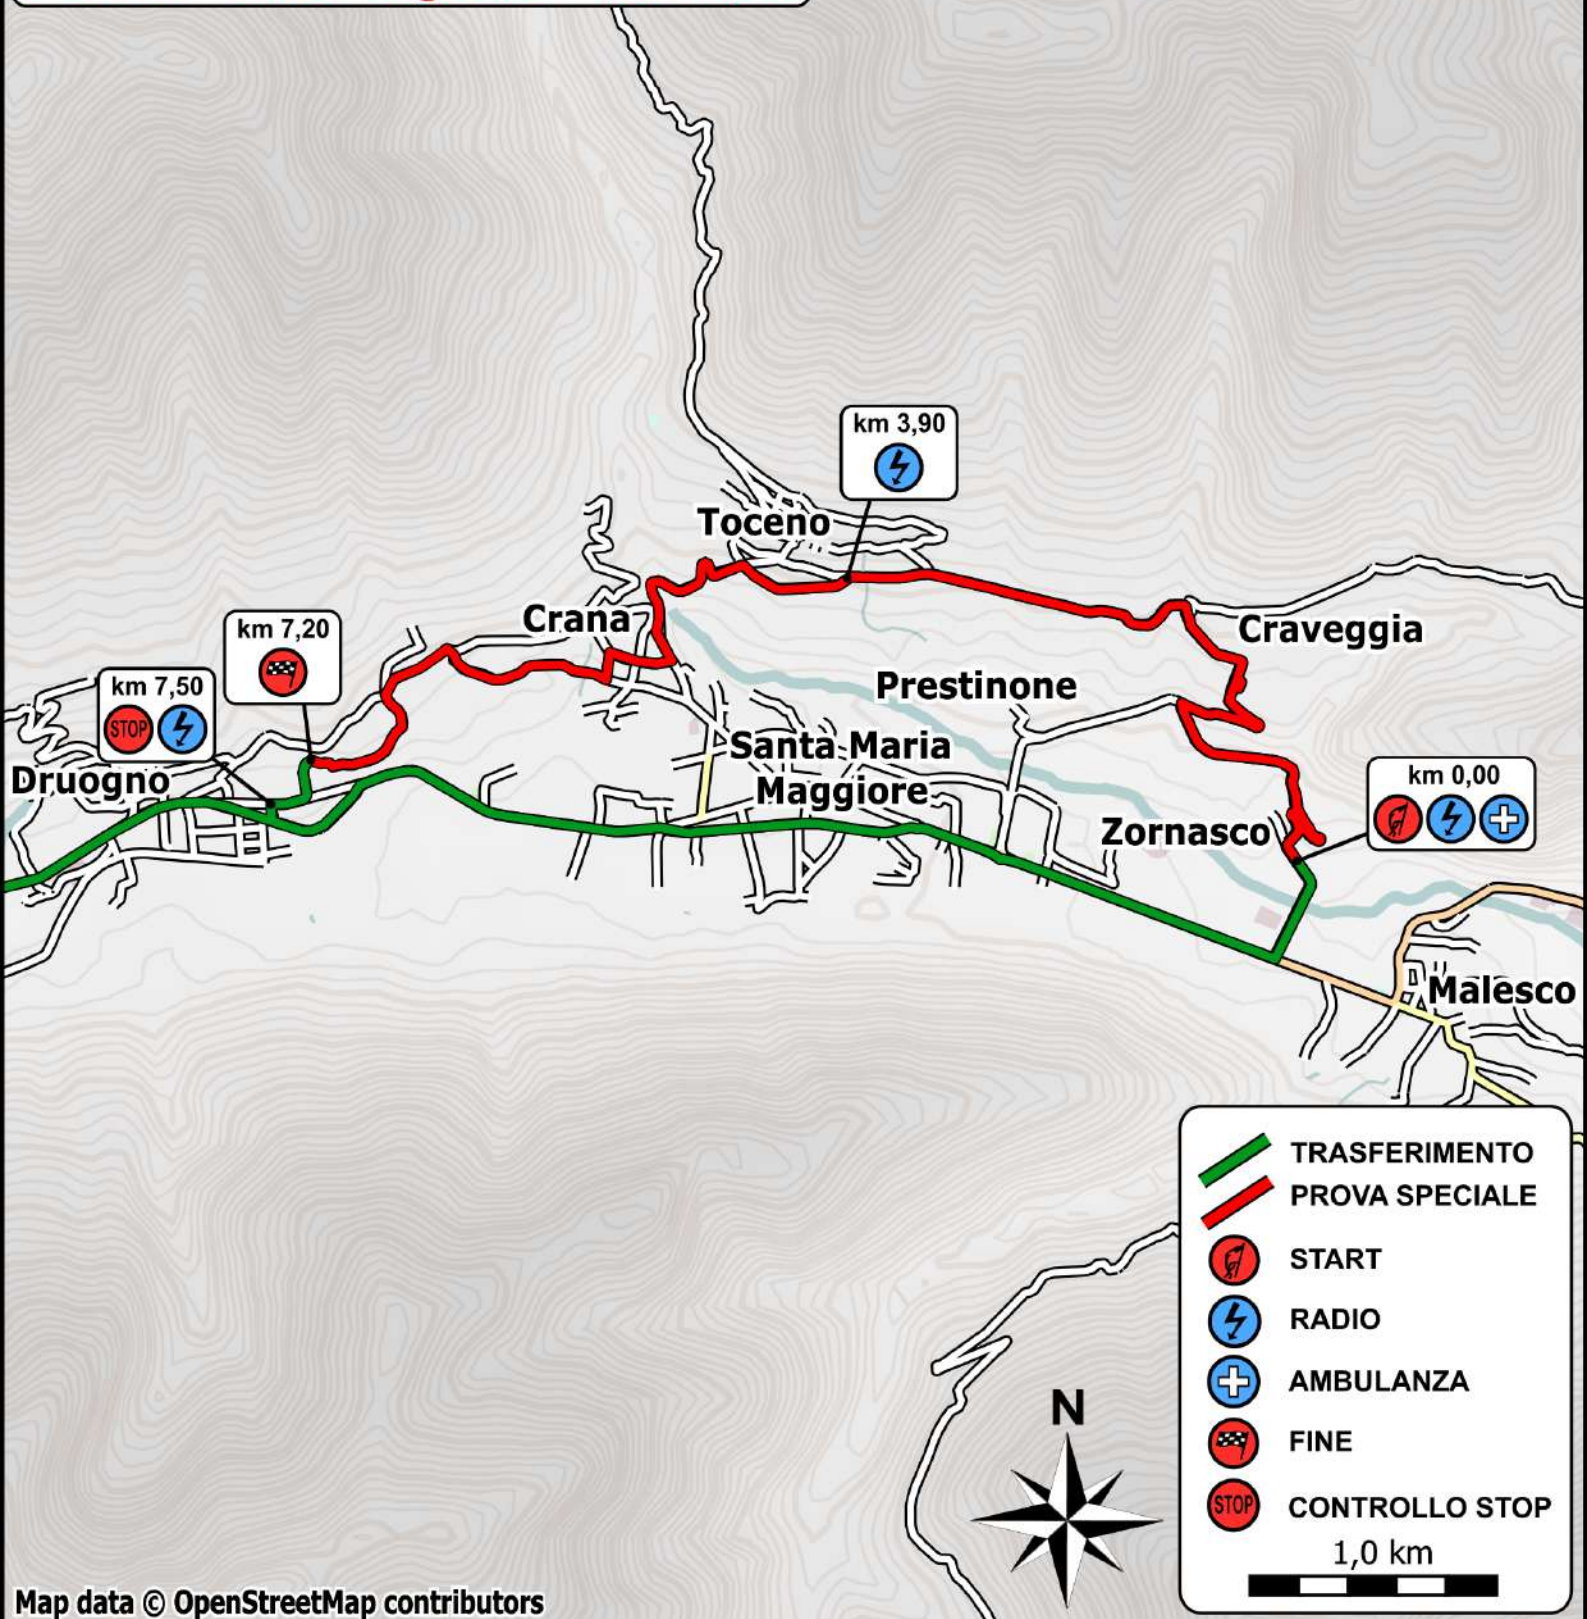 km 3,90
Toceno
Crana
km 7,20
Craveggia
km 7,50
STOP
Prestinone
Santa Maria
Maggiore
Druogno
km 0,00
Zornasco
Malesco
TRASFERIMENTO
PROVA SPECIALE
START
RADIO
AMBULANZA
FINE
STOP
CONTROLLO STOP
1,0 km
N
Map data © OpenStreetMap contributors